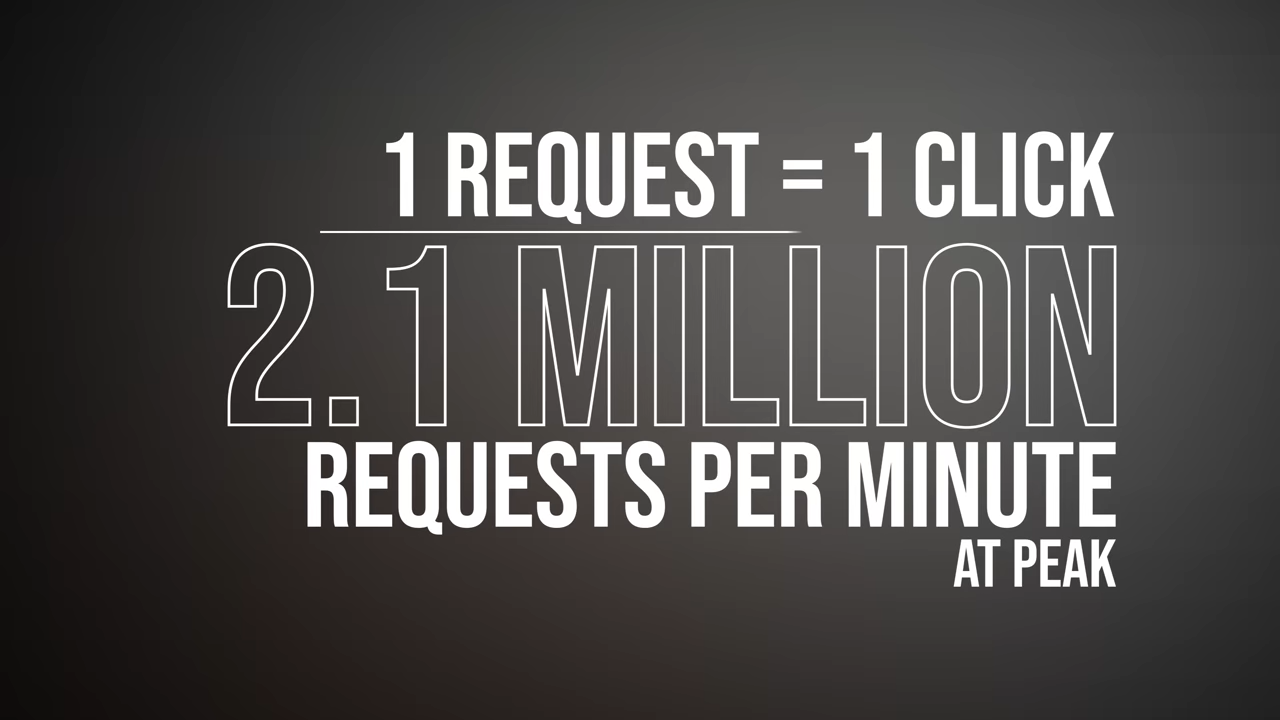 1 REQUEST = 1 CLICK
2.1 MILLION
REQUESTS PER MINUTE
AT PEAK